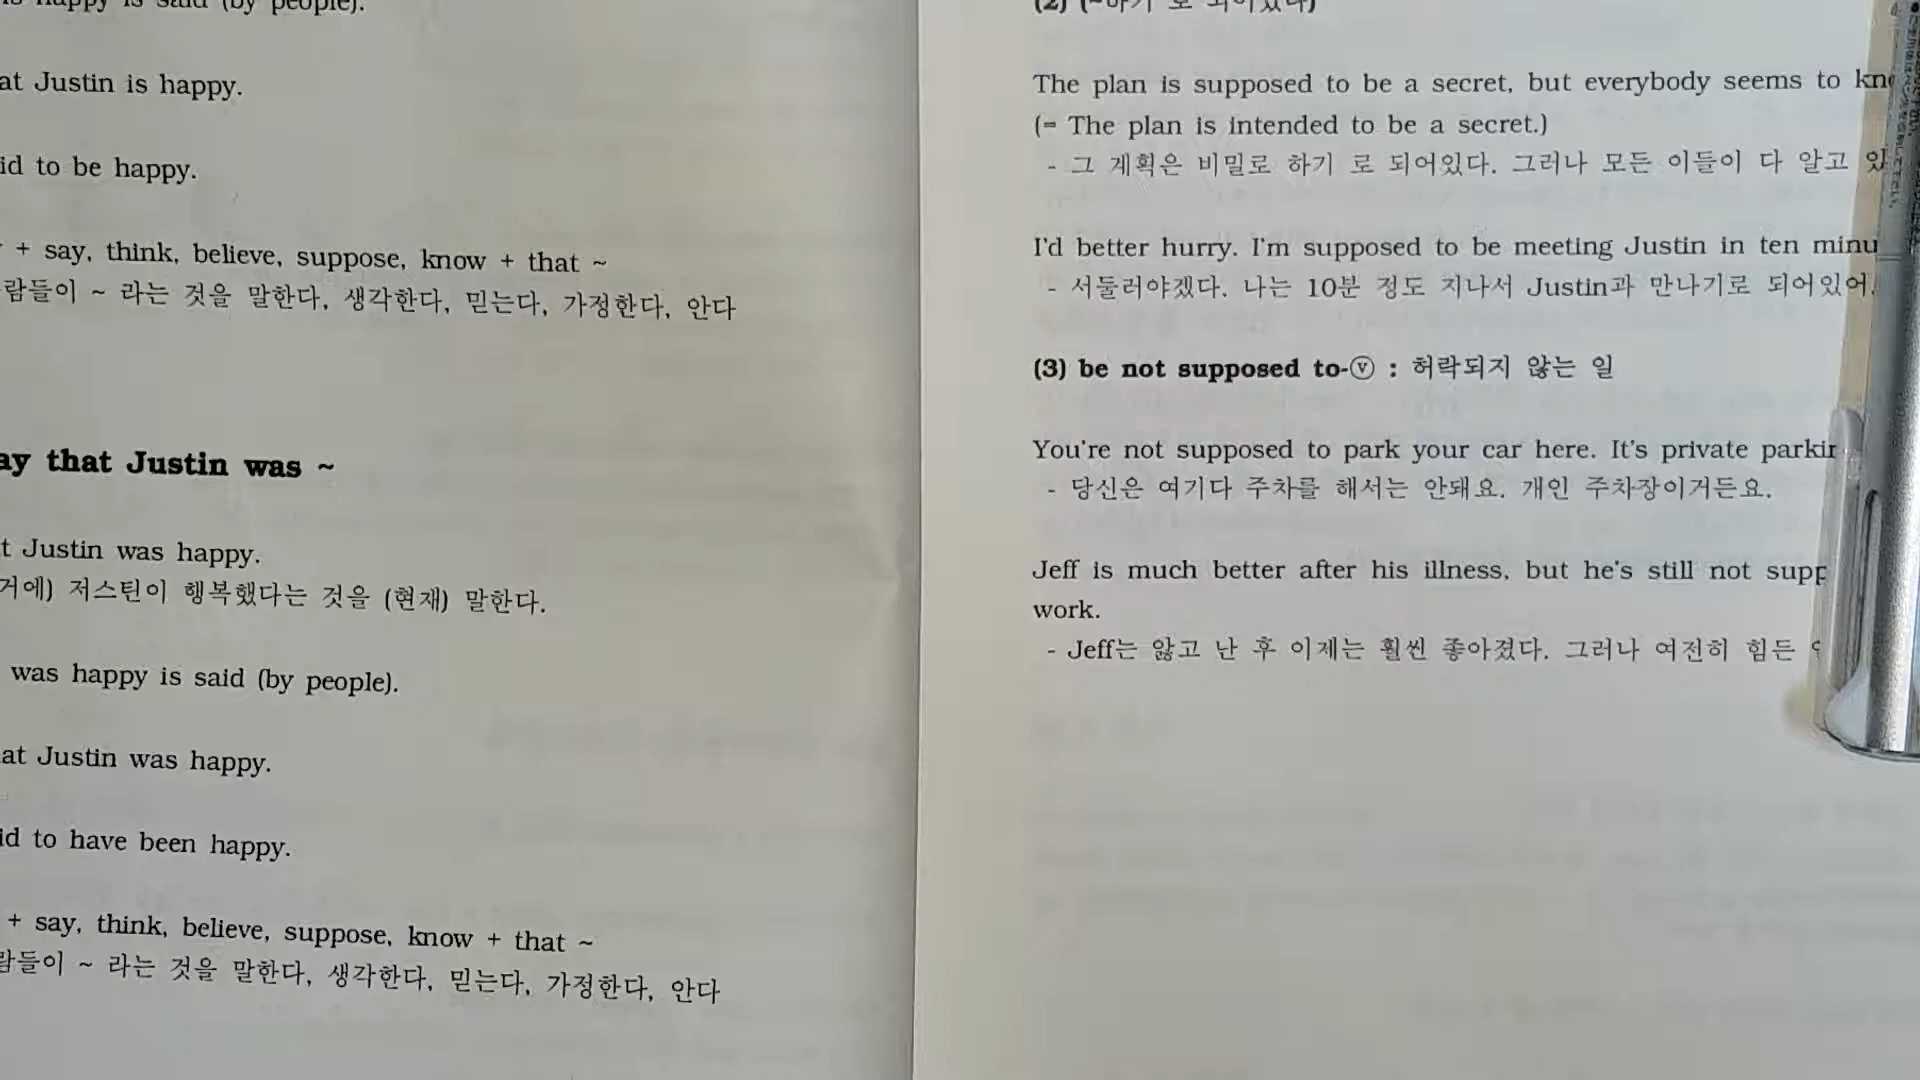 is happy is said (by people).
at Justin is happy.
id to be happy.
+ say, think, believe, suppose, know + that ~
람들이 ~ 라는 것을 말한다, 생각한다, 믿는다, 가정한다, 안다
ay that Justin was ~
t Justin was happy.
거에) 저스틴이 행복했다는 것을 (현재) 말한다.
was happy is said (by people).
at Justin was happy.
id to have been happy.
+ say, think, believe, suppose, know + that ~
람들이 ~ 라는 것을 말한다, 생각한다, 믿는다, 가정한다, 안다
(2) (~하기 로 되어있다)
The plan is supposed to be a secret, but everybody seems to kno
(= The plan is intended to be a secret.)
- 그 계획은 비밀로 하기 로 되어있다. 그러나 모든 이들이 다 알고 있
I'd better hurry. I'm supposed to be meeting Justin in ten minu
- 서둘러야겠다. 나는 10분 정도 지나서 Justin과 만나기로 되어있어.
(3) be not supposed to-ⓥ : 허락되지 않는 일
You're not supposed to park your car here. It's private parkin
- 당신은 여기다 주차를 해서는 안돼요. 개인 주차장이거든요.
Jeff is much better after his illness, but he's still not supp
work.
- Jeff는 앓고 난 후 이제는 훨씬 좋아졌다. 그러나 여전히 힘든